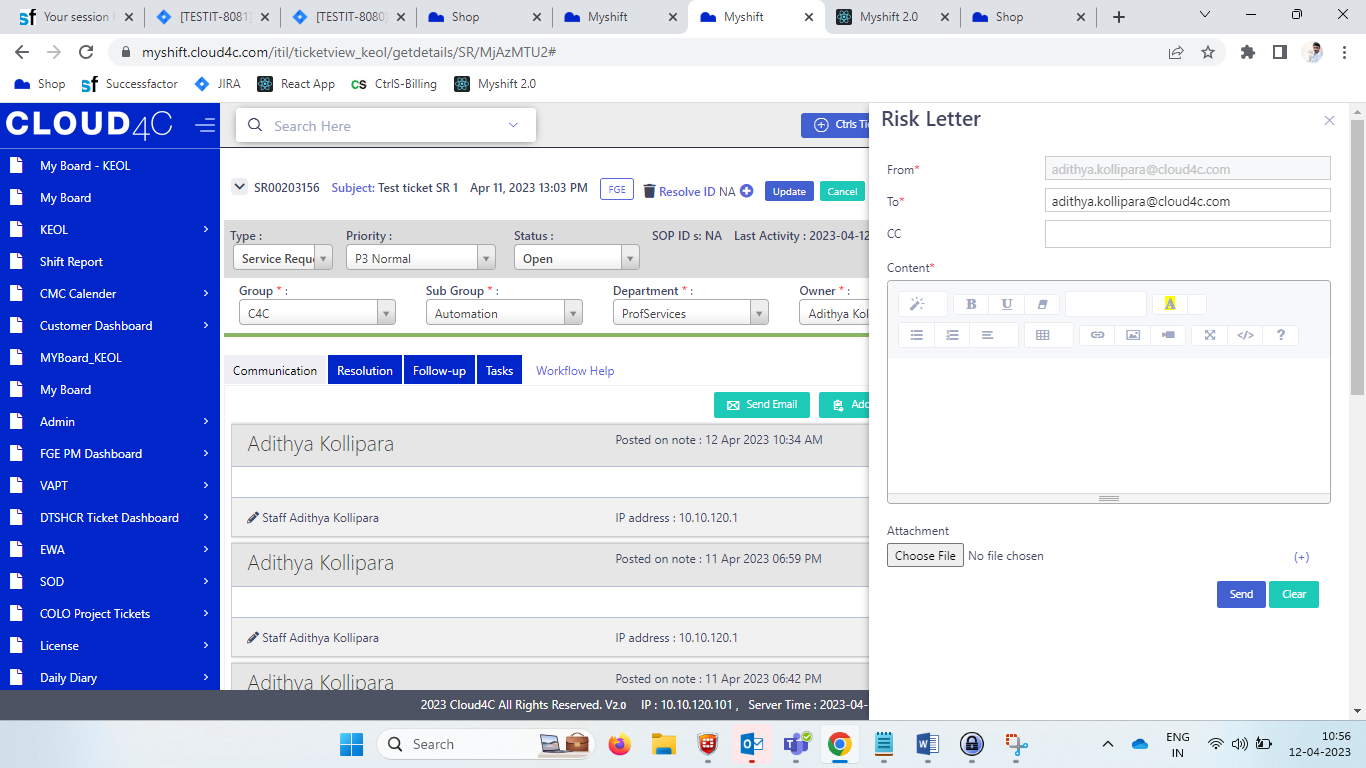 Your session
[TESTIT-8081]
[TESTIT-8080]
Shop
Myshift
Myshift
Myshift 2.0
Shop
myshift.cloud4c.com/itil/ticketview_keol/getdetails/SR/MjAzMTU2#
Shop
Successfactor
JIRA
React App
CtrlS-Billing
Myshift 2.0
CLOUD4C
Search Here
Ctrls Ti
My Board - KEOL
My Board
KEOL
Shift Report
CMC Calender
Customer Dashboard
MYBoard_KEOL
My Board
Admin
FGE PM Dashboard
VAPT
DTSHCR Ticket Dashboard
EWA
SOD
COLO Project Tickets
License
Daily Diary
SR00203156 Subject: Test ticket SR 1 Apr 11, 2023 13:03 PM FGE Resolve ID NA Update Cancel
Type : Priority : Status : SOP ID s: NA Last Activity : 2023-04-12
Service Requ P3 Normal Open
Group * : Sub Group * : Department * : Owner * :
C4C Automation ProfServices Adithya Kol
Communication Resolution Follow-up Tasks Workflow Help
Send Email Add
Adithya Kollipara Posted on note : 12 Apr 2023 10:34 AM
Staff Adithya Kollipara IP address : 10.10.120.1
Adithya Kollipara Posted on note : 11 Apr 2023 06:59 PM
Staff Adithya Kollipara IP address : 10.10.120.1
Adithya Kollipara Posted on note : 11 Apr 2023 06:42 PM
2023 Cloud4C All Rights Reserved. V2.0 IP : 10.10.120.101 , Server Time : 2023-04-
Risk Letter
From* adithya.kollipara@cloud4c.com
To* adithya.kollipara@cloud4c.com
CC
Content*
B U A
</> ?
Attachment
Choose File No file chosen (+)
Send Clear
Search
ENG
IN
10:56
12-04-2023